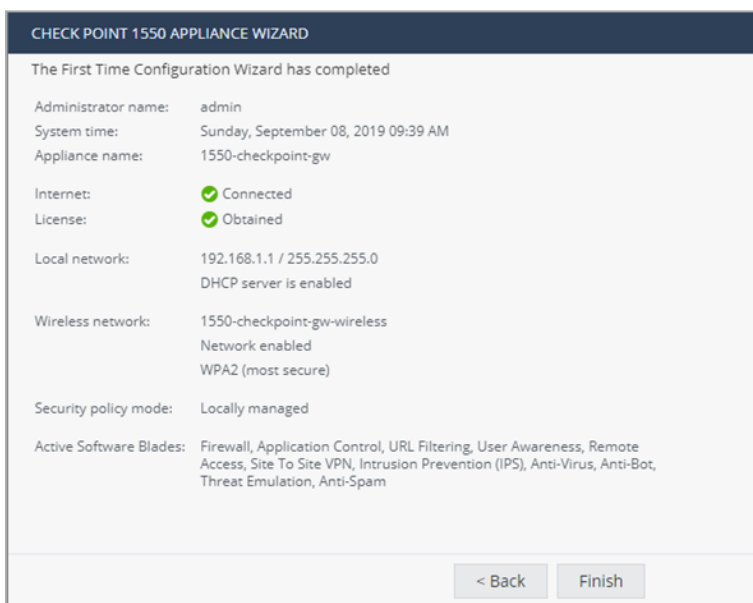 CHECK POINT 1550 APPLIANCE WIZARD
The First Time Configuration Wizard has completed
Administrator name: admin
System time: Sunday, September 08, 2019 09:39 AM
Appliance name: 1550-checkpoint-gw
Internet: Connected
License: Obtained
Local network: 192.168.1.1 / 255.255.255.0
DHCP server is enabled
Wireless network: 1550-checkpoint-gw-wireless
Network enabled
WPA2 (most secure)
Security policy mode: Locally managed
Active Software Blades: Firewall, Application Control, URL Filtering, User Awareness, Remote
Access, Site To Site VPN, Intrusion Prevention (IPS), Anti-Virus, Anti-Bot,
Threat Emulation, Anti-Spam
< Back Finish